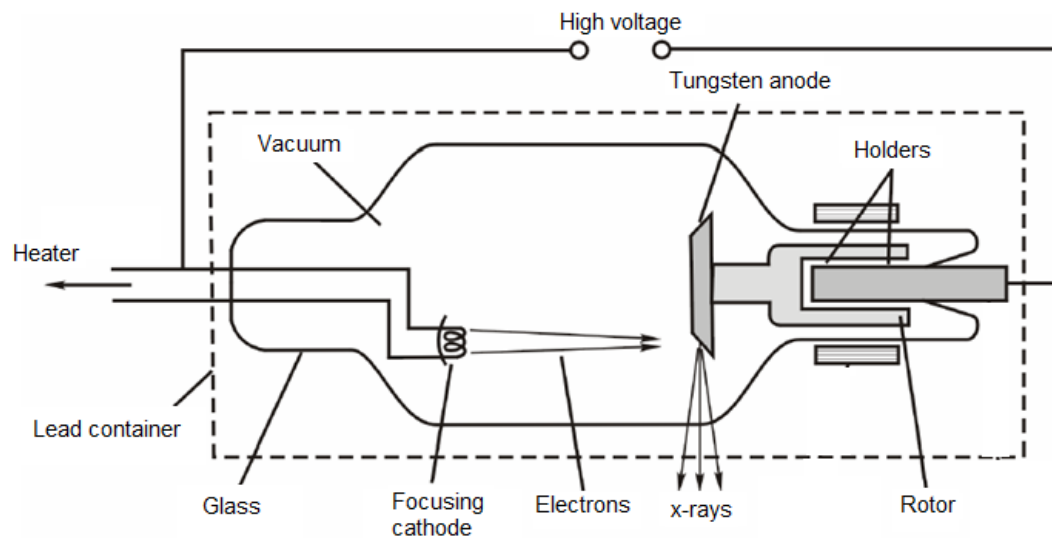 High voltage
Tungsten anode
Vacuum
Holders
Heater
Lead container
Glass
Focusing
cathode
Electrons
x-rays
Rotor